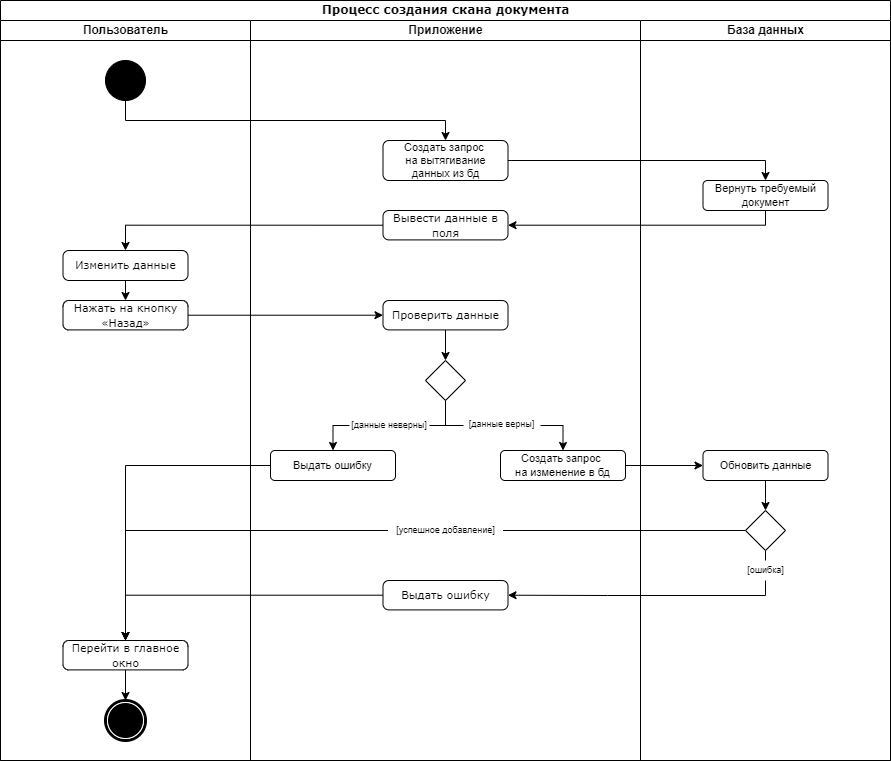 Процесс создания скана документа
Пользователь
Приложение
База данных
Создать запрос
на вытягивание
данных из бд
Вернуть требуемый
документ
Вывести данные в
поля
Изменить данные
Нажать на кнопку
«Назад»
Проверить данные
[данные неверны]
[данные верны]
Выдать ошибку
Создать запрос
на изменение в бд
Обновить данные
[успешное добавление]
[ошибка]
Выдать ошибку
Перейти в главное
окно